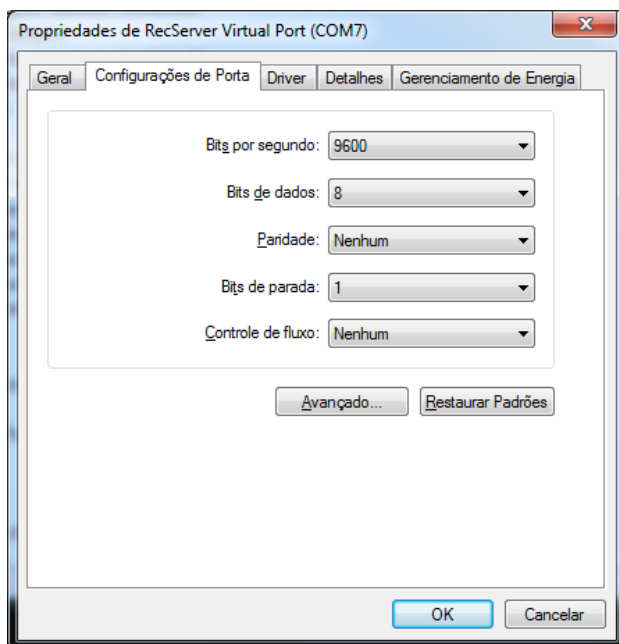 Propriedades de RecServer Virtual Port (COM7)
Geral Configurações de Porta Driver Detalhes Gerenciamento de Energia
Bits por segundo: 9600
Bits de dados: 8
Paridade: Nenhum
Bits de parada: 1
Controle de fluxo: Nenhum
Avançado... Restaurar Padrões
OK Cancelar